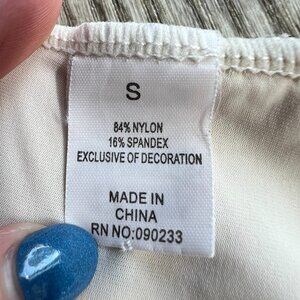 S
84% NYLON
16% SPANDEX
EXCLUSIVE OF DECORATION
MADE IN
CHINA
RN NO:090233